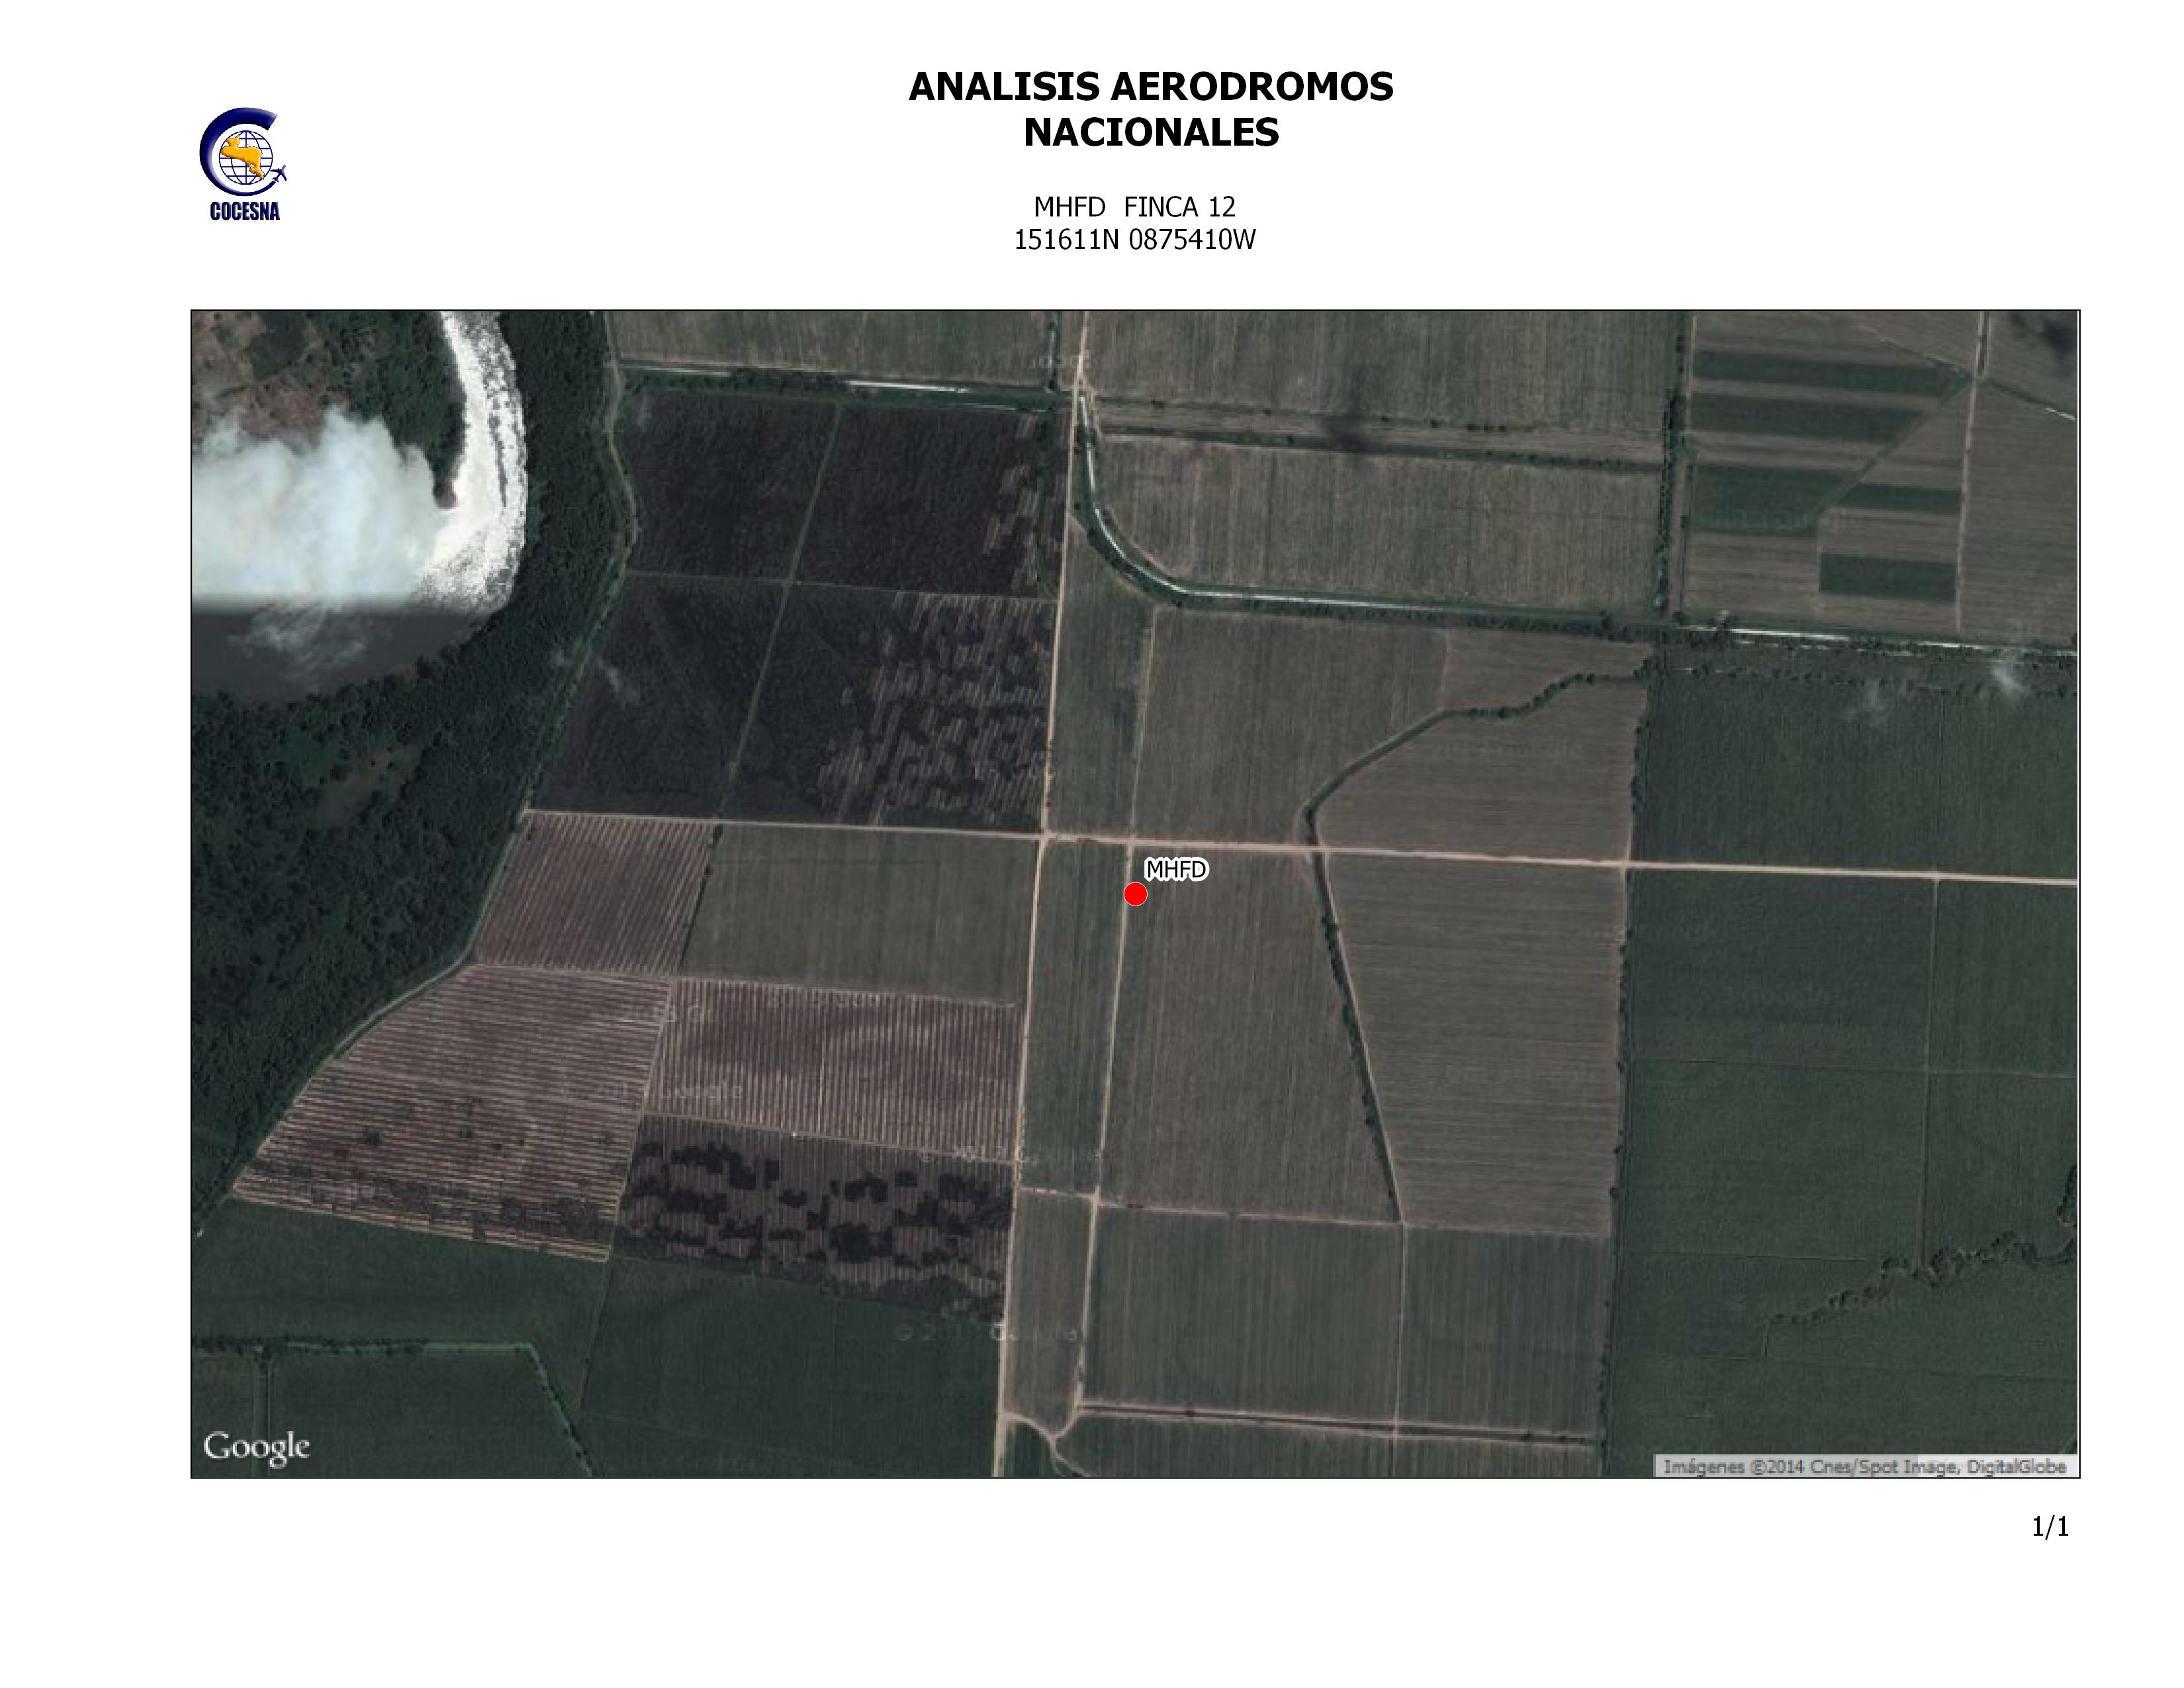 ANALISIS AERODROMOS
NACIONALES
COCESNA
MHFD FINCA 12
151611N 0875410W
MHFD
Google
Imágenes ©2014 Cnes/Spot Image, DigitalGlobe
1/1